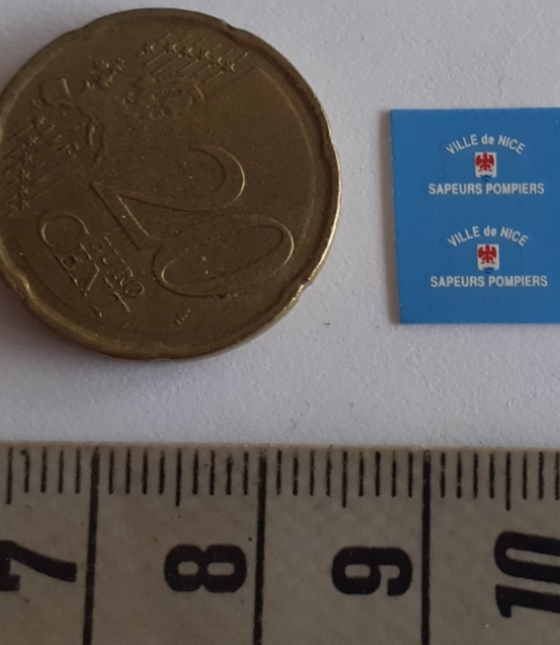 20
EURO
CENT
VILLE de NICE
SAPEURS POMPIERS
VILLE de NICE
SAPEURS POMPIERS
7 8 9 10